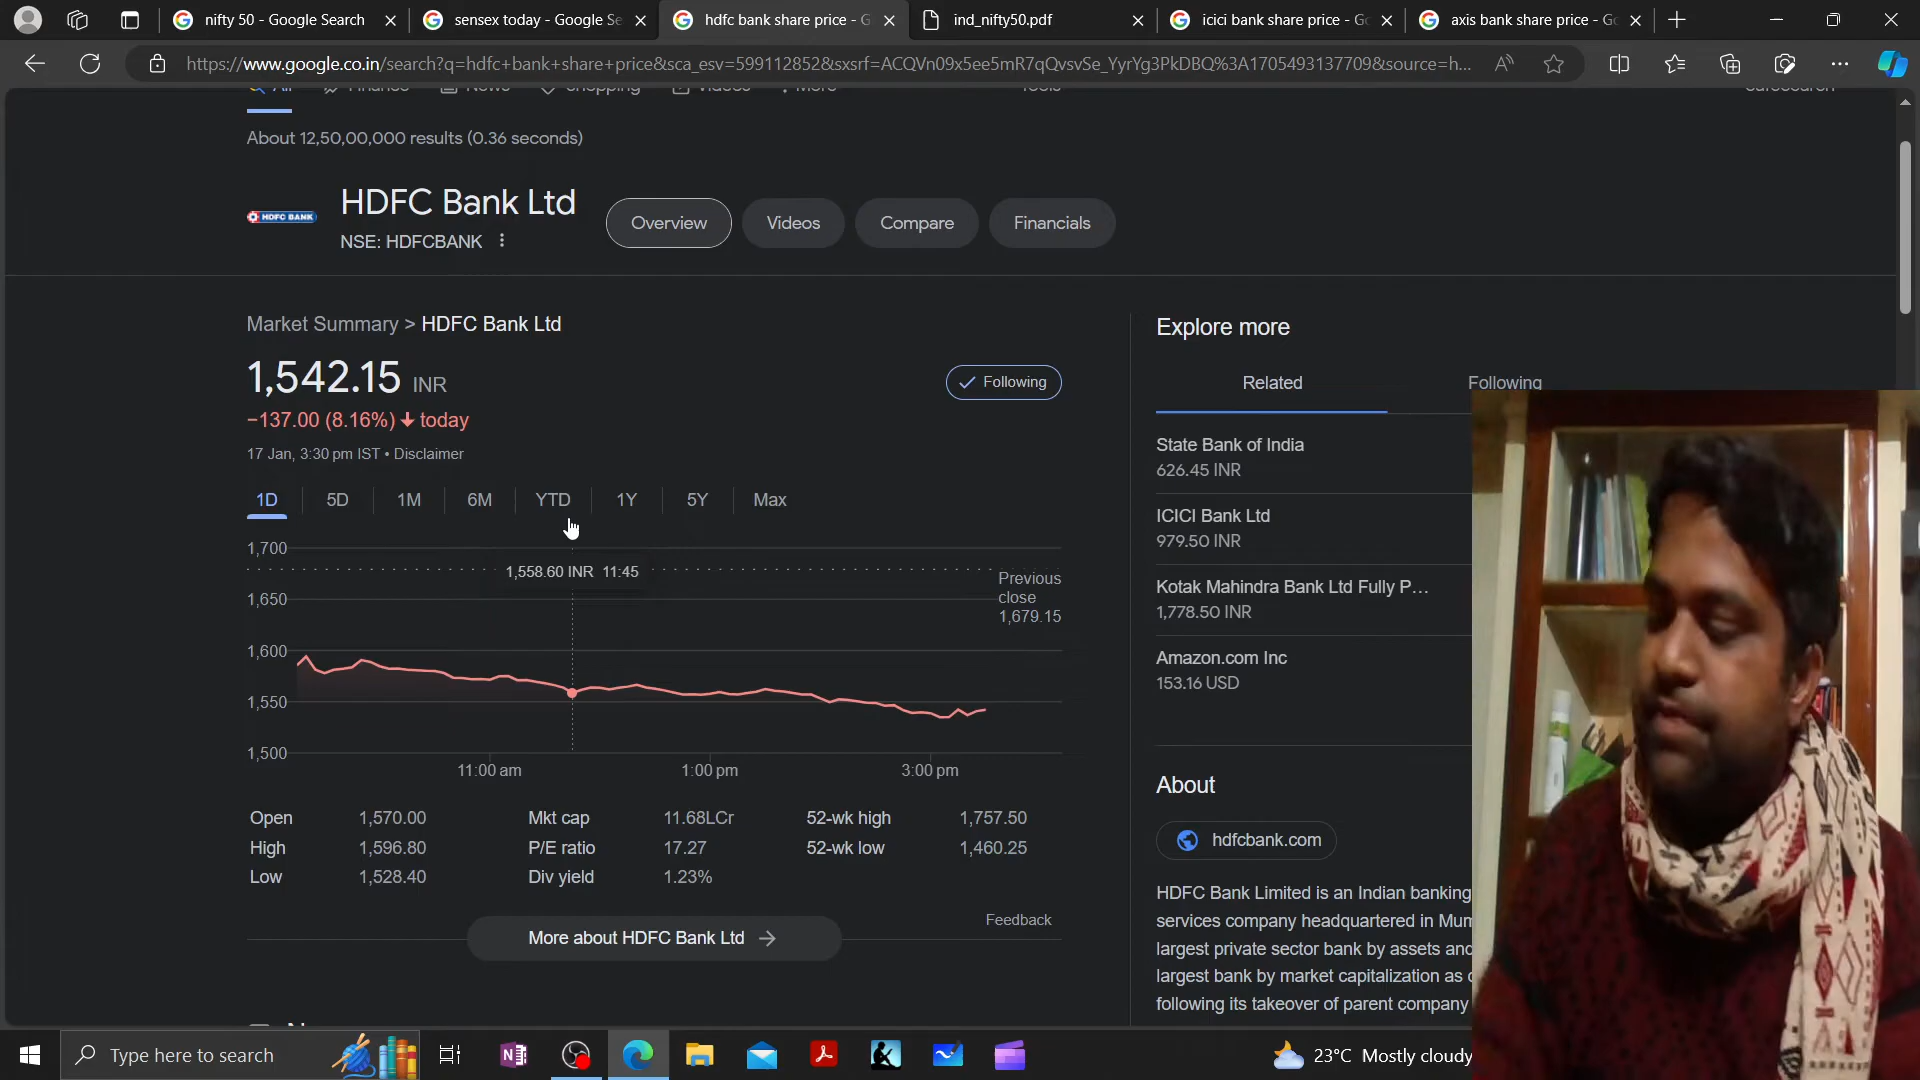 nifty 50 - Google Search
sensex today - Google Se
hdfc bank share price - G
ind_nifty50.pdf
icici bank share price - Go
axis bank share price - Go
https://www.google.co.in/search?q=hdfc+bank+share+price&sca_esv=599112852&sxsrf=ACQVn09x5ee5mR7qQvsvSe_YyrYg3PkDBQ%3A1705493137709&source=h...
All Finance News Shopping Videos More Tools SafeSearch
About 12,50,00,000 results (0.36 seconds)
HDFC BANK
HDFC Bank Ltd
NSE: HDFCBANK
Overview
Videos
Compare
Financials
Market Summary > HDFC Bank Ltd
1,542.15 INR
Following
−137.00 (8.16%) today
17 Jan, 3:30 pm IST • Disclaimer
1D 5D 1M 6M YTD 1Y 5Y Max
1,700
1,558.60 INR 11:45
Previous
close
1,679.15
1,650
1,600
1,550
1,500
11:00 am 1:00 pm 3:00 pm
Open 1,570.00 Mkt cap 11.68LCr 52-wk high 1,757.50
High 1,596.80 P/E ratio 17.27 52-wk low 1,460.25
Low 1,528.40 Div yield 1.23%
Feedback
More about HDFC Bank Ltd
Explore more
Related Following
State Bank of India
626.45 INR
ICICI Bank Ltd
979.50 INR
Kotak Mahindra Bank Ltd Fully P...
1,778.50 INR
Amazon.com Inc
153.16 USD
About
hdfcbank.com
HDFC Bank Limited is an Indian banking
services company headquartered in Mum
largest private sector bank by assets and
largest bank by market capitalization as
following its takeover of parent company
Type here to search
23°C Mostly cloudy